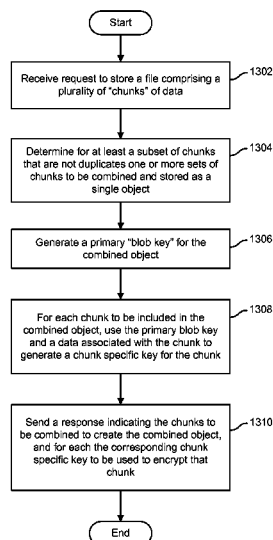 Start
Receive request to store a file comprising a
plurality of “chunks” of data
1302
Determine for at least a subset of chunks
that are not duplicates one or more sets of
chunks to be combined and stored as a
single object
1304
Generate a primary “blob key” for the
combined object
1306
For each chunk to be included in the
combined object, use the primary blob key
and a data associated with the chunk to
generate a chunk specific key for the chunk
1308
Send a response indicating the chunks to
be combined to create the combined object,
and for each the corresponding chunk
specific key to be used to encrypt that
chunk
1310
End